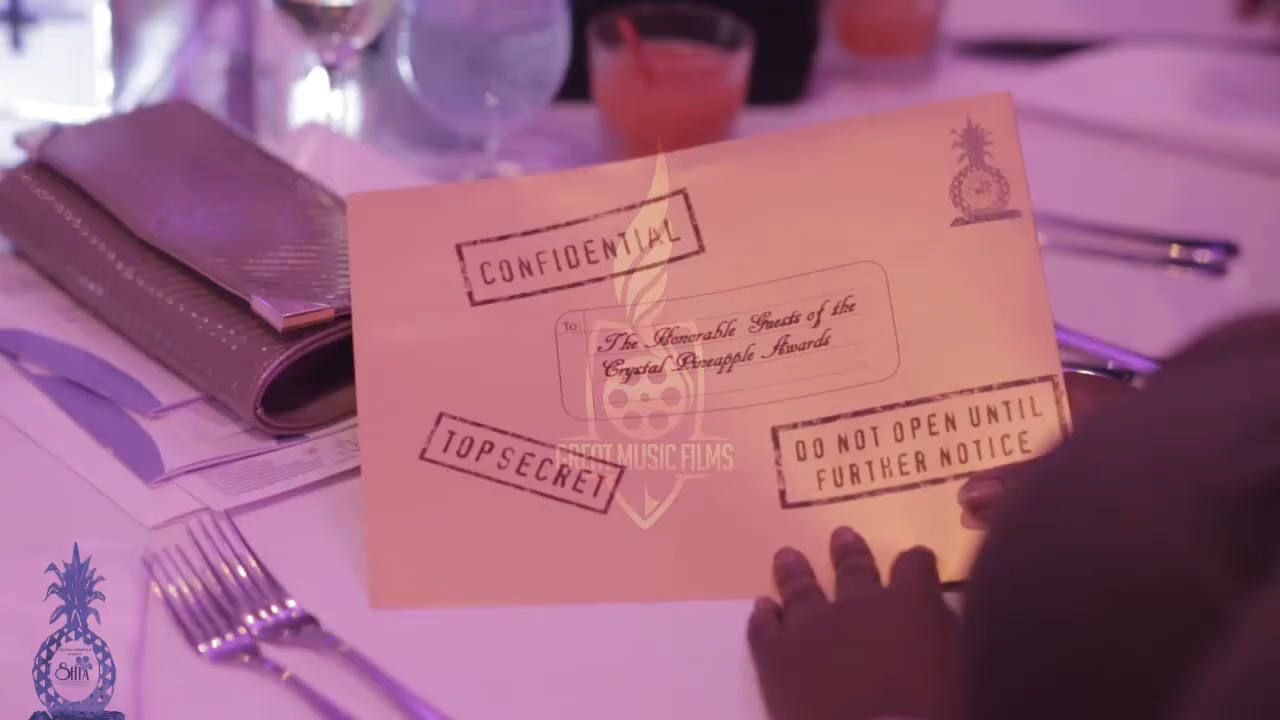 CONFIDENTIAL
To:
The Honorable Guests of the
Crystal Pineapple Awards
TOP SECRET
GREAT MUSIC FILMS
DO NOT OPEN UNTIL
FURTHER NOTICE
SHTA